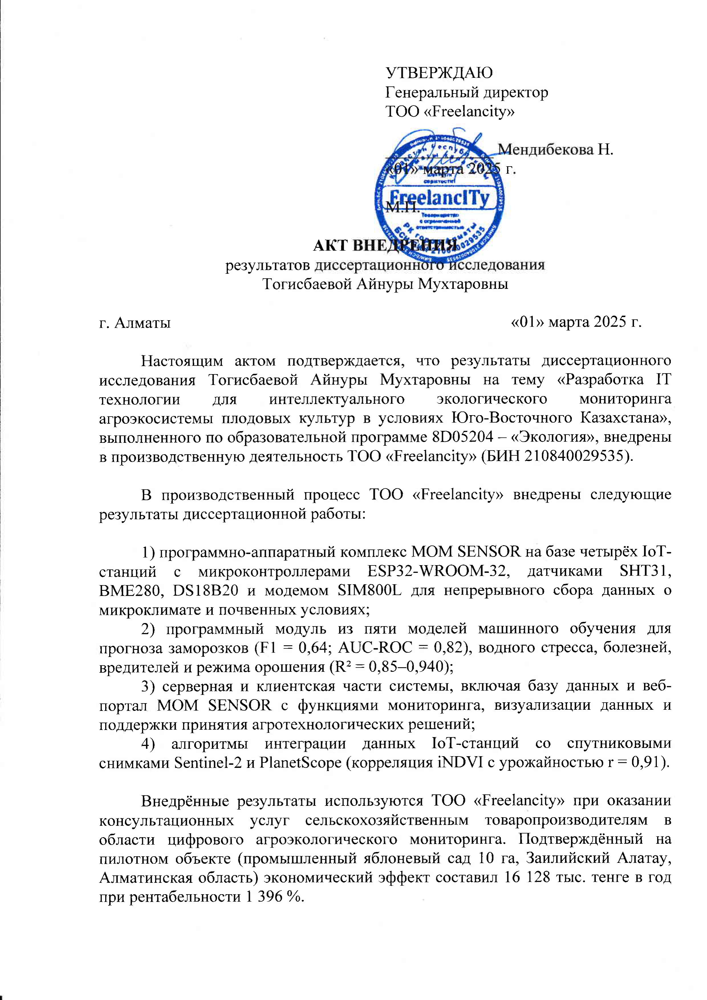 УТВЕРЖДАЮ
Генеральный директор
ТОО «Freelancity»
Мендибекова Н.
«01» марта 2025 г.
FreelancITy
М.П.
Товарищество
с ограниченной
ответственностью
РК город Алматы
БСН/БИН 210840029535
АКТ ВНЕДРЕНИЯ
результатов диссертационного исследования
Тогисбаевой Айнуры Мухтаровны
г. Алматы «01» марта 2025 г.
Настоящим актом подтверждается, что результаты диссертационного
исследования Тогисбаевой Айнуры Мухтаровны на тему «Разработка IT
технологии для интеллектуального экологического мониторинга
агроэкосистемы плодовых культур в условиях Юго-Восточного Казахстана»,
выполненного по образовательной программе 8D05204 – «Экология», внедрены
в производственную деятельность ТОО «Freelancity» (БИН 210840029535).
В производственный процесс ТОО «Freelancity» внедрены следующие
результаты диссертационной работы:
1) программно-аппаратный комплекс MOM SENSOR на базе четырёх IoT-
станций с микроконтроллерами ESP32-WROOM-32, датчиками SHT31,
BME280, DS18B20 и модемом SIM800L для непрерывного сбора данных о
микроклимате и почвенных условиях;
2) программный модуль из пяти моделей машинного обучения для
прогноза заморозков (F1 = 0,64; AUC-ROC = 0,82), водного стресса, болезней,
вредителей и режима орошения (R² = 0,85–0,940);
3) серверная и клиентская части системы, включая базу данных и веб-
портал MOM SENSOR с функциями мониторинга, визуализации данных и
поддержки принятия агротехнологических решений;
4) алгоритмы интеграции данных IoT-станций со спутниковыми
снимками Sentinel-2 и PlanetScope (корреляция iNDVI с урожайностью r = 0,91).
Внедрённые результаты используются ТОО «Freelancity» при оказании
консультационных услуг сельскохозяйственным товаропроизводителям в
области цифрового агроэкологического мониторинга. Подтверждённый на
пилотном объекте (промышленный яблоневый сад 10 га, Заилийский Алатау,
Алматинская область) экономический эффект составил 16 128 тыс. тенге в год
при рентабельности 1 396 %.